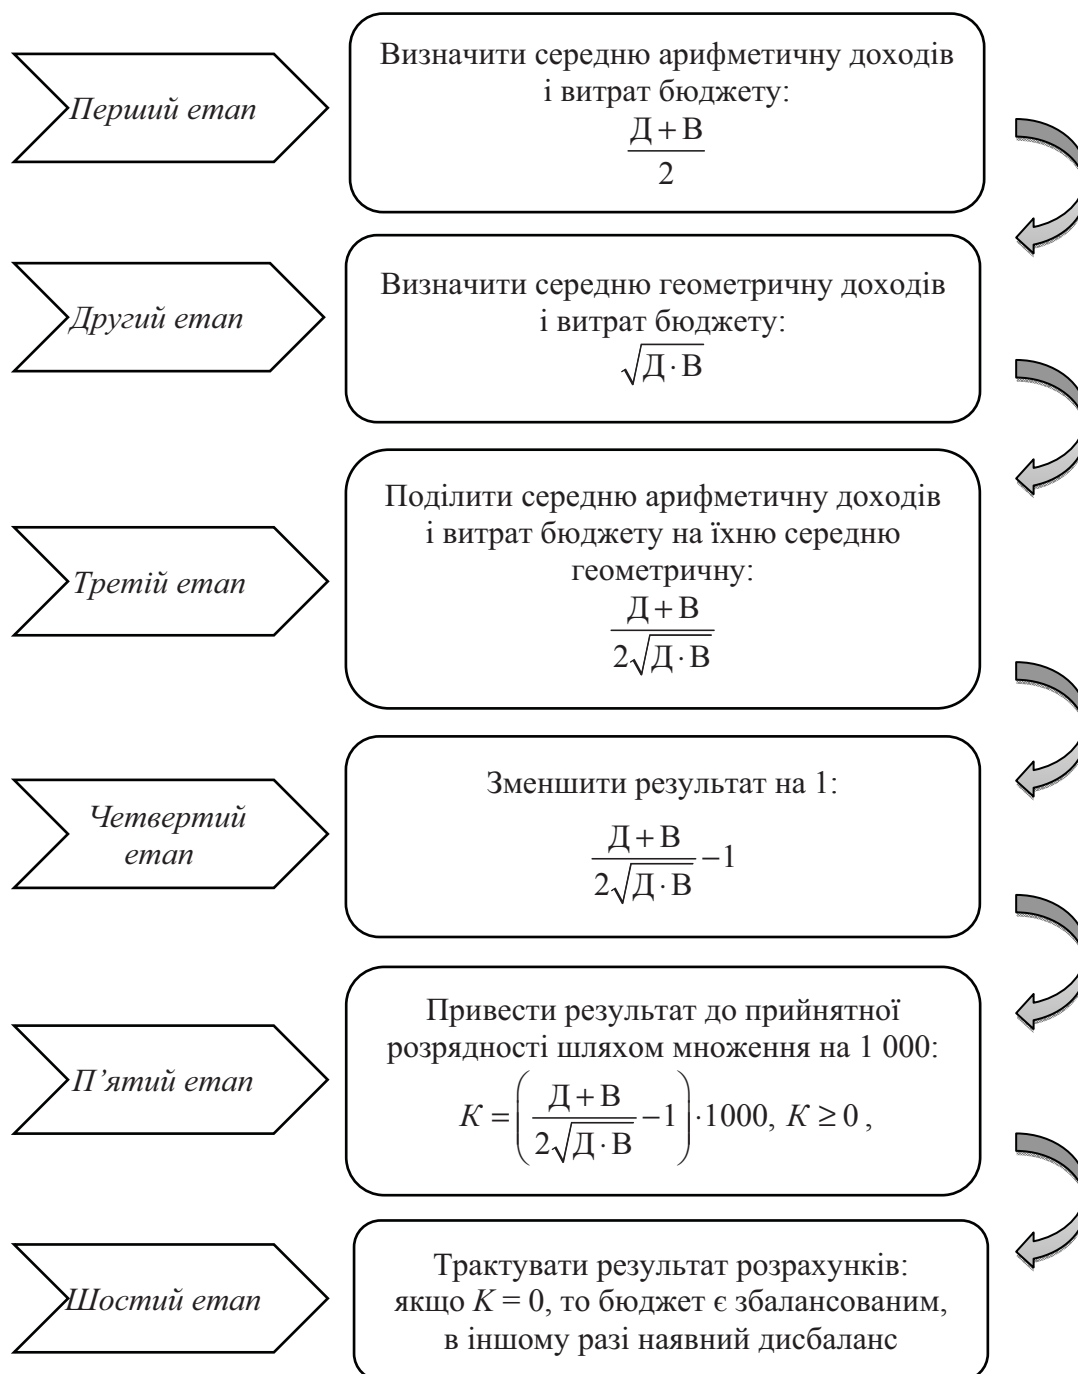 Перший етап
Визначити середню арифметичну доходів
і витрат бюджету:
Д + В
2
Другий етап
Визначити середню геометричну доходів
і витрат бюджету:
√Д · В
Третій етап
Поділити середню арифметичну доходів
і витрат бюджету на їхню середню
геометричну:
Д + В
2√Д · В
Четвертий
етап
Зменшити результат на 1:
Д + В
2√Д · В
−1
П’ятий етап
Привести результат до прийнятної
розрядності шляхом множення на 1 000:
K = (Д + В / 2√Д · В −1) ·1000, K ≥ 0 ,
Шостий етап
Трактувати результат розрахунків:
якщо K = 0, то бюджет є збалансованим,
в іншому разі наявний дисбаланс